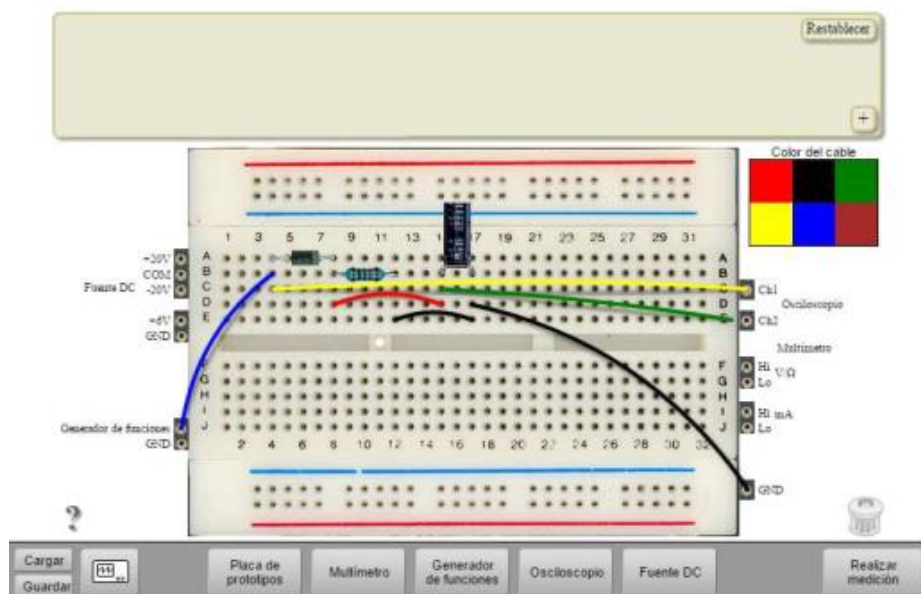 Restablecer
+
Color del cable
1 3 5 7 9 11 13 17 19 21 23 25 27 29 31
A
B
C
D
E
A
B
C
D
E
+20V
COM
Fuente DC
-20V
+6V
GND
Ch1
Osciloscopio
Ch2
Multímetro
Hi
V/Ω
Lo
Hi
mA
Lo
F
G
H
I
J
F
G
H
I
J
Generador de funciones
GND
2 4 6 8 10 12 14 16 18 20 22 24 26 28 30 32
GND
?
Cargar
Guardar
Placa de
prototipos
Multímetro
Generador
de funciones
Osciloscopio
Fuente DC
Realizar
medición